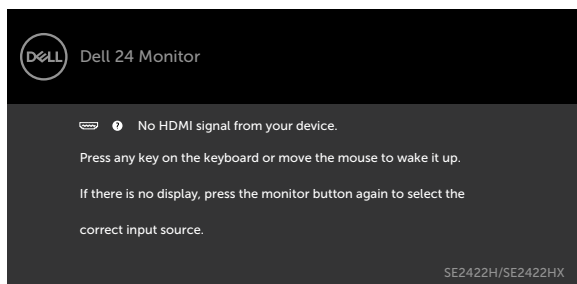 DELL Dell 24 Monitor
? No HDMI signal from your device.
Press any key on the keyboard or move the mouse to wake it up.
If there is no display, press the monitor button again to select the
correct input source.
SE2422H/SE2422HX